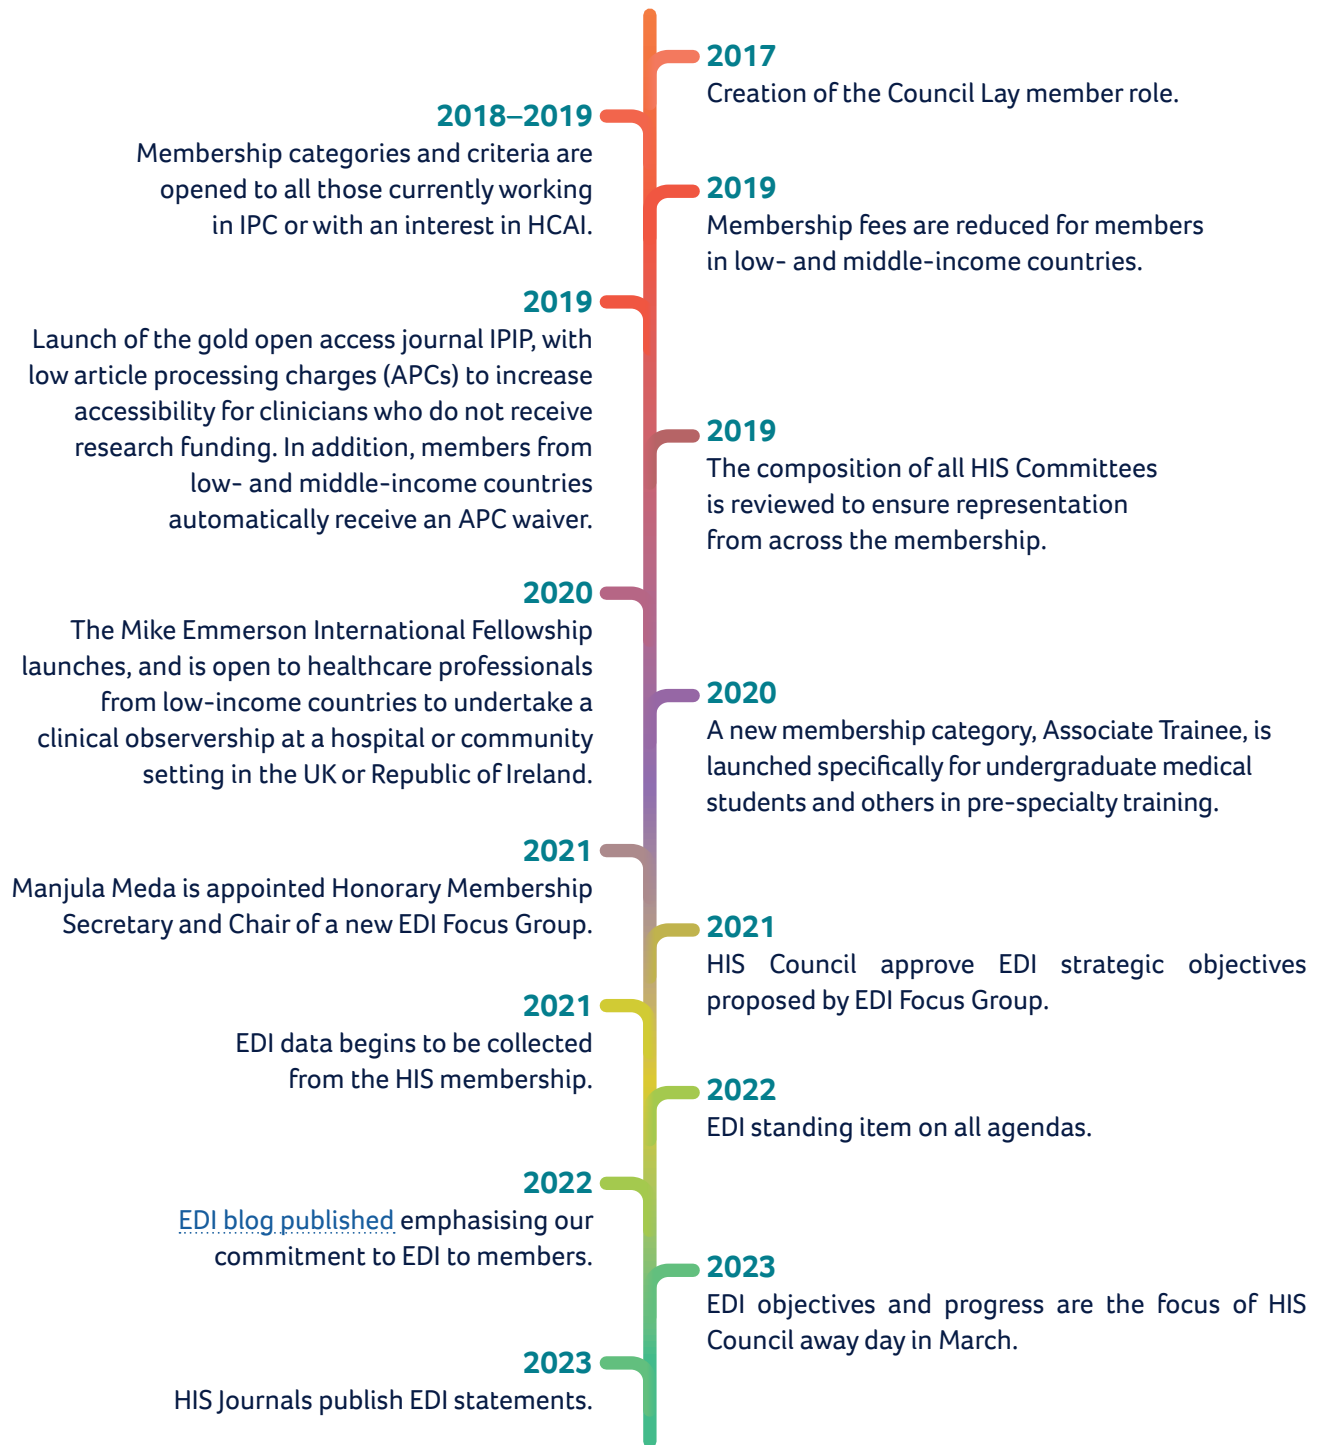 2017
Creation of the Council Lay member role.
2018–2019
Membership categories and criteria are
opened to all those currently working
in IPC or with an interest in HCAI.
2019
Membership fees are reduced for members
in low- and middle-income countries.
2019
Launch of the gold open access journal IPIP, with
low article processing charges (APCs) to increase
accessibility for clinicians who do not receive
research funding. In addition, members from
low- and middle-income countries
automatically receive an APC waiver.
2019
The composition of all HIS Committees
is reviewed to ensure representation
from across the membership.
2020
The Mike Emmerson International Fellowship
launches, and is open to healthcare professionals
from low-income countries to undertake a
clinical observership at a hospital or community
setting in the UK or Republic of Ireland.
2020
A new membership category, Associate Trainee, is
launched specifically for undergraduate medical
students and others in pre-specialty training.
2021
Manjula Meda is appointed Honorary Membership
Secretary and Chair of a new EDI Focus Group.
2021
HIS Council approve EDI strategic objectives
proposed by EDI Focus Group.
2021
EDI data begins to be collected
from the HIS membership.
2022
EDI standing item on all agendas.
2022
EDI blog published emphasising our
commitment to EDI to members.
2023
EDI objectives and progress are the focus of HIS
Council away day in March.
2023
HIS Journals publish EDI statements.